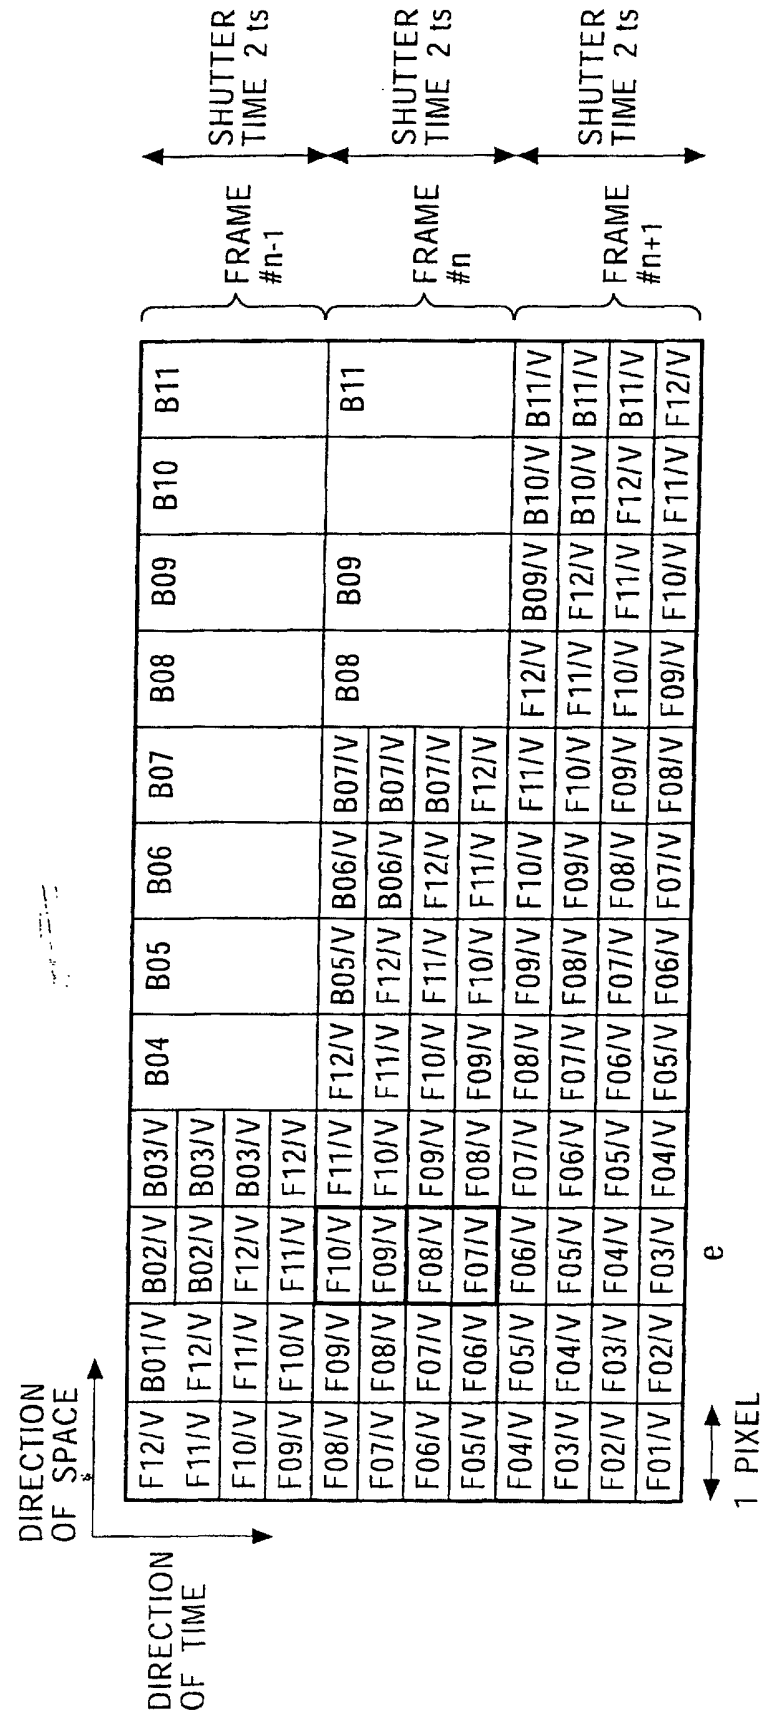 DIRECTION
OF SPACE
DIRECTION
OF TIME
F12/V B01/V B02/V B03/V B04 B05 B06 B07 B08 B09 B10 B11
F11/V F12/V B02/V B03/V
F10/V F11/V F12/V B03/V
F09/V F10/V F11/V F12/V
FRAME
#n-1
SHUTTER
TIME 2 ts
F08/V F09/V F10/V F11/V F12/V B05/V B06/V B07/V B08 B09 B11
F07/V F08/V F09/V F10/V F11/V F12/V B06/V B07/V
F06/V F07/V F08/V F09/V F10/V F11/V F12/V B07/V
F05/V F06/V F07/V F08/V F09/V F10/V F11/V F12/V
FRAME
#n
SHUTTER
TIME 2 ts
F04/V F05/V F06/V F07/V F08/V F09/V F10/V F11/V F12/V B09/V B10/V B11/V
F03/V F04/V F05/V F06/V F07/V F08/V F09/V F10/V F11/V F12/V B10/V B11/V
F02/V F03/V F04/V F05/V F06/V F07/V F08/V F09/V F10/V F11/V F12/V B11/V
F01/V F02/V F03/V F04/V F05/V F06/V F07/V F08/V F09/V F10/V F11/V F12/V
FRAME
#n+1
SHUTTER
TIME 2 ts
e
1 PIXEL